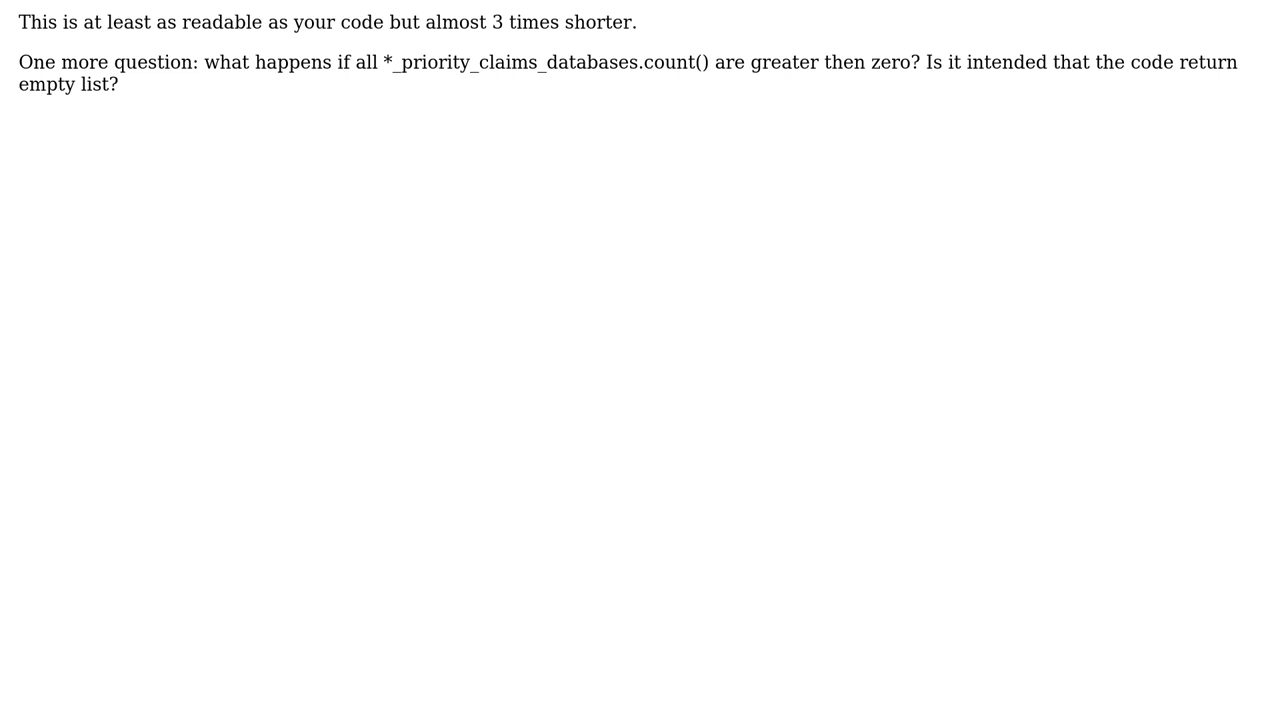 This is at least as readable as your code but almost 3 times shorter.
One more question: what happens if all *_priority_claims_databases.count() are greater then zero? Is it intended that the code return
empty list?